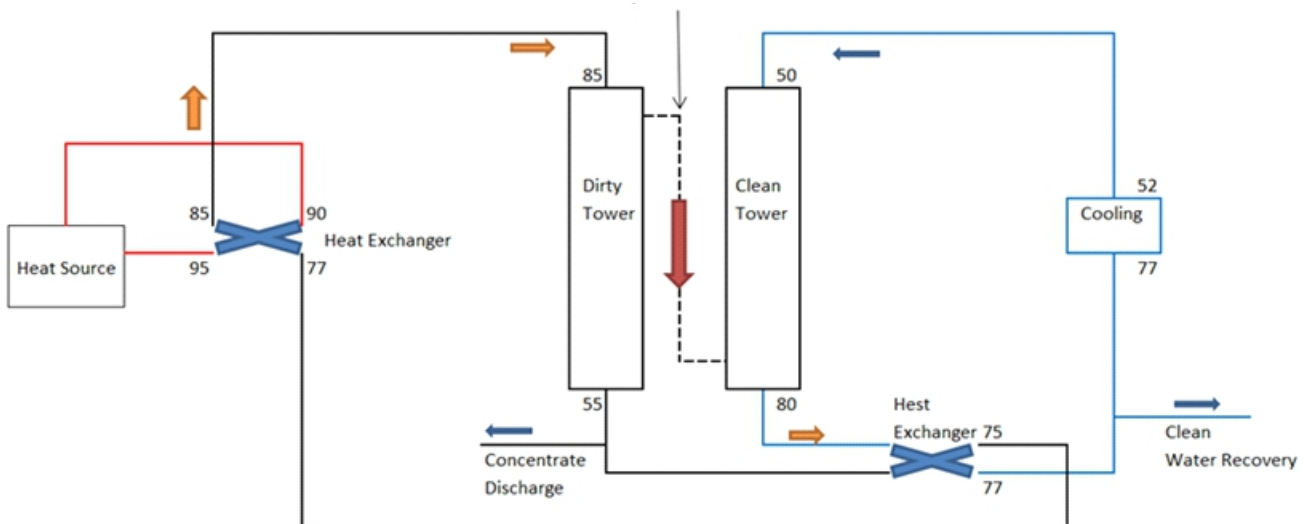 85
50
Dirty
Tower
Clean
Tower
52
Cooling
77
85
90
Heat Exchanger
Heat Source
95
77
55
80
Hest
Exchanger 75
77
Concentrate
Discharge
Clean
Water Recovery